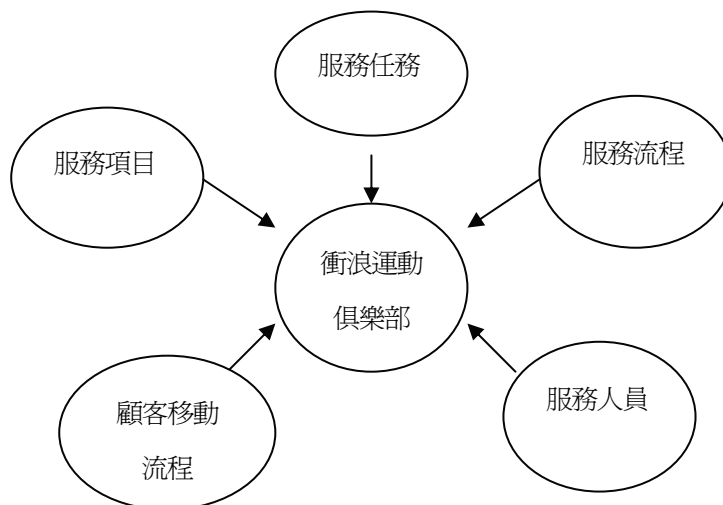 服務任務
服務項目
服務流程
衝浪運動
俱樂部
顧客移動
流程
服務人員